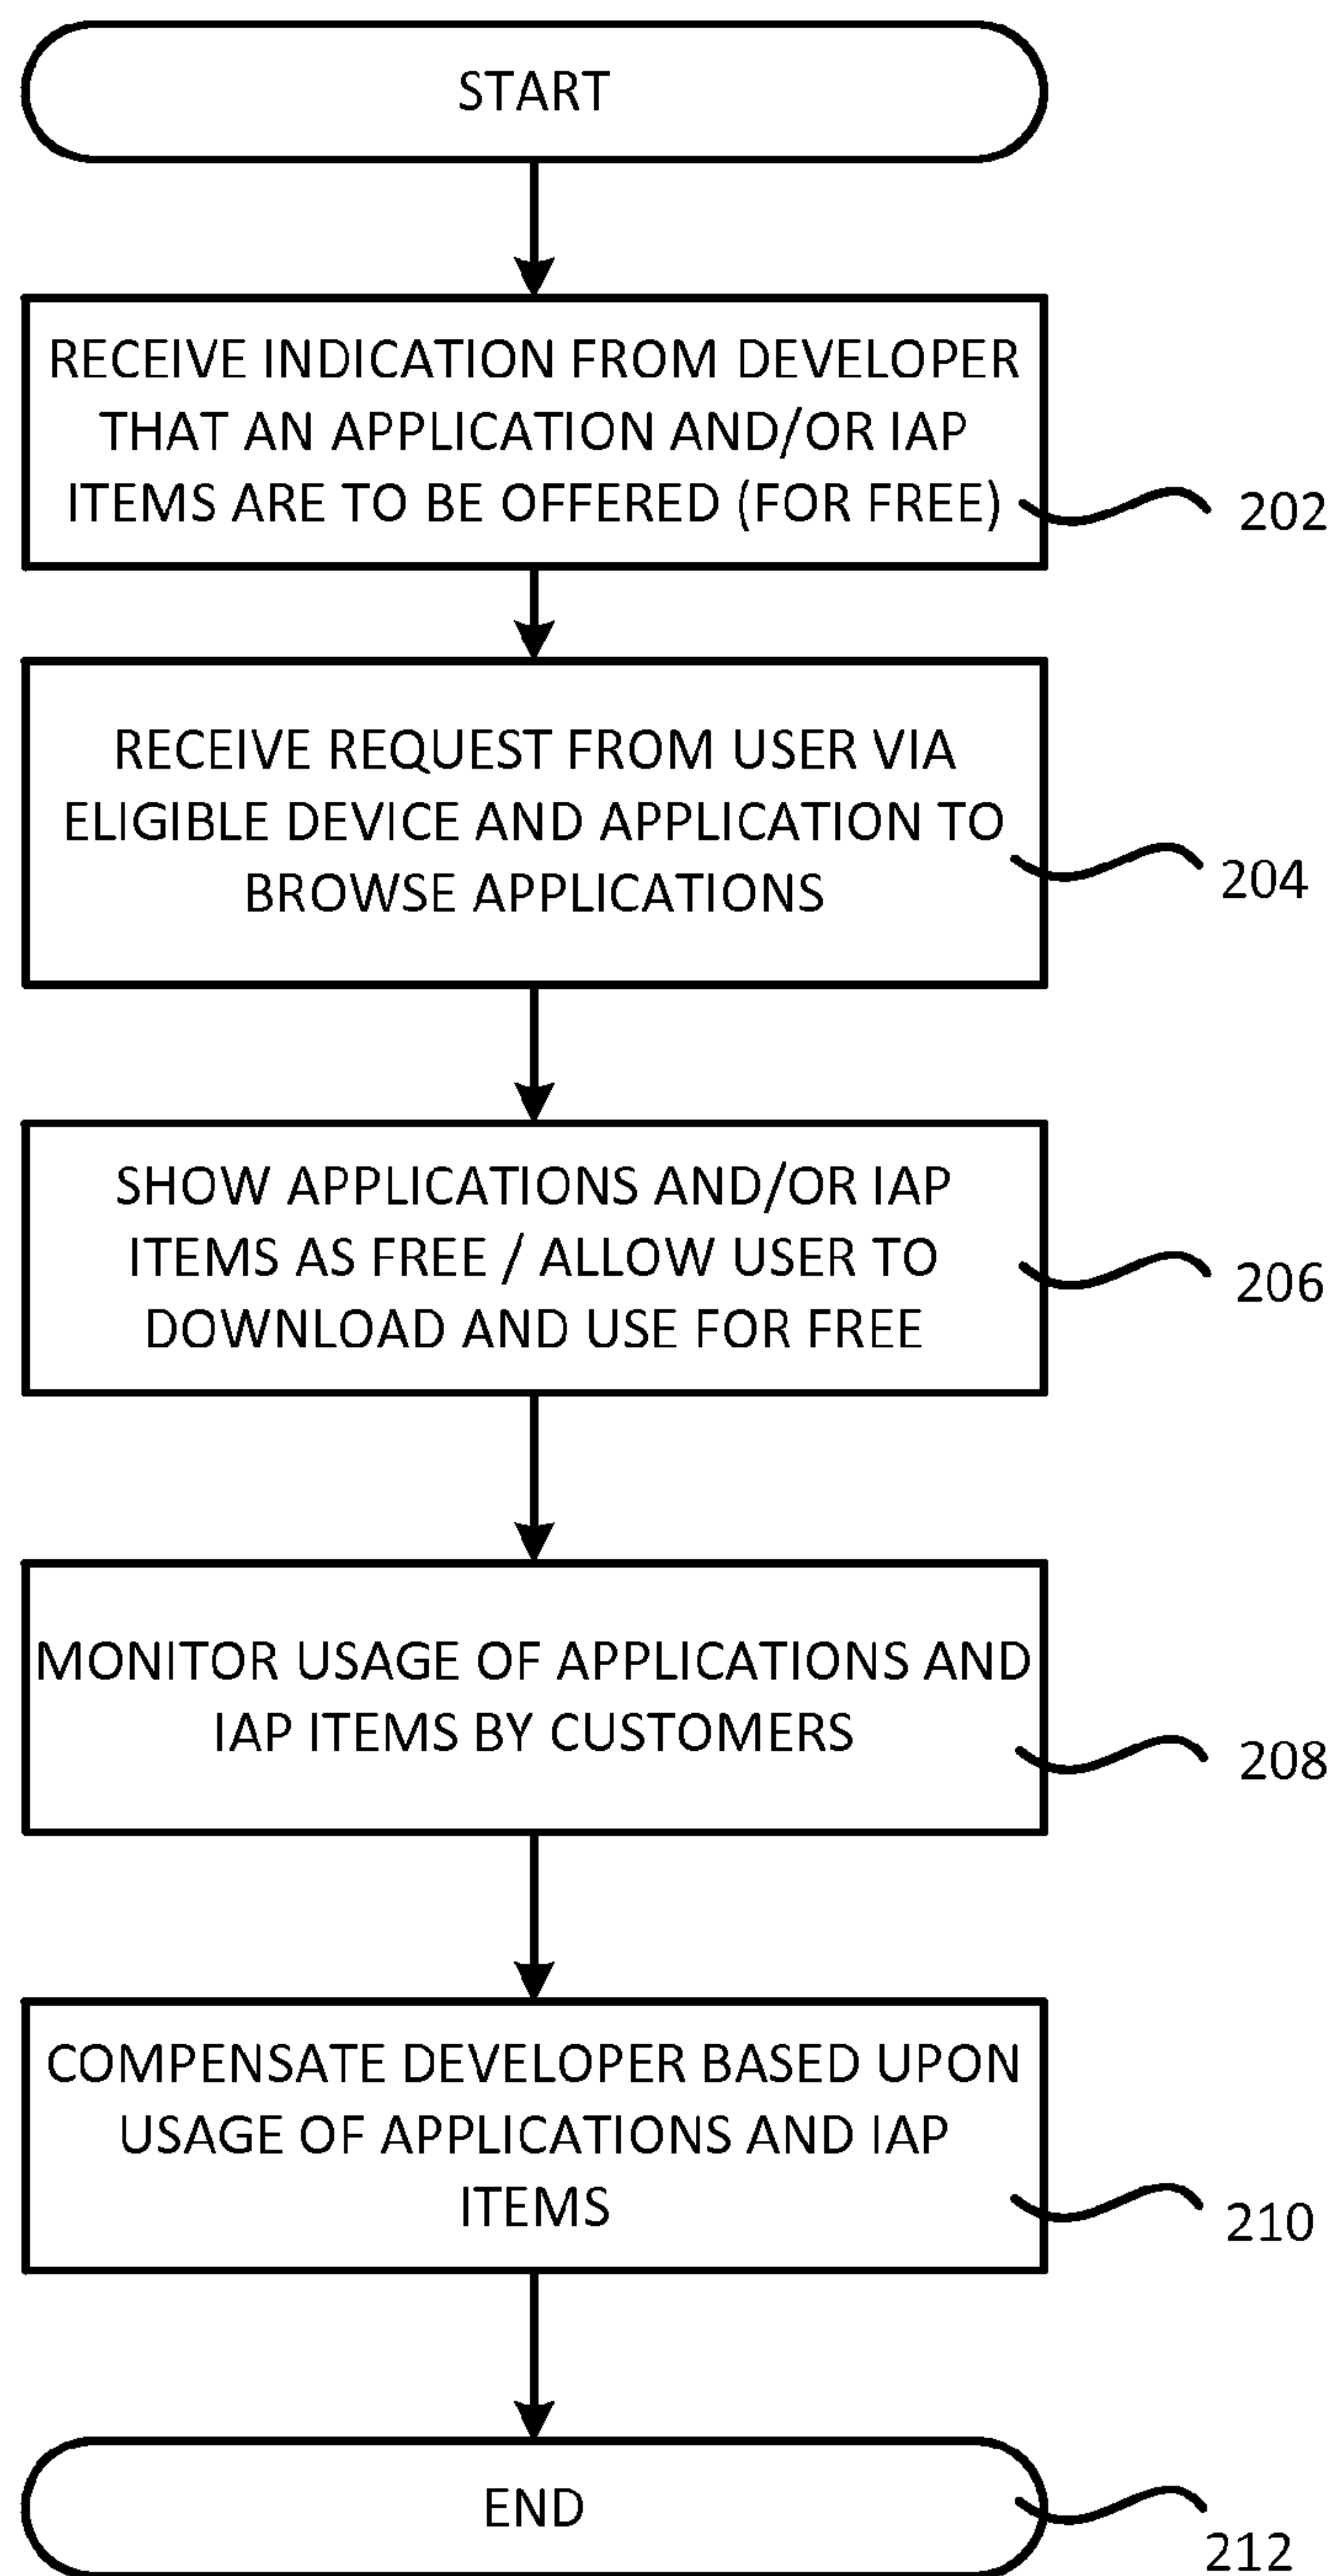 START
RECEIVE INDICATION FROM DEVELOPER
THAT AN APPLICATION AND/OR IAP
ITEMS ARE TO BE OFFERED (FOR FREE)
202
RECEIVE REQUEST FROM USER VIA
ELIGIBLE DEVICE AND APPLICATION TO
BROWSE APPLICATIONS
204
SHOW APPLICATIONS AND/OR IAP
ITEMS AS FREE / ALLOW USER TO
DOWNLOAD AND USE FOR FREE
206
MONITOR USAGE OF APPLICATIONS AND
IAP ITEMS BY CUSTOMERS
208
COMPENSATE DEVELOPER BASED UPON
USAGE OF APPLICATIONS AND IAP
ITEMS
210
END
212